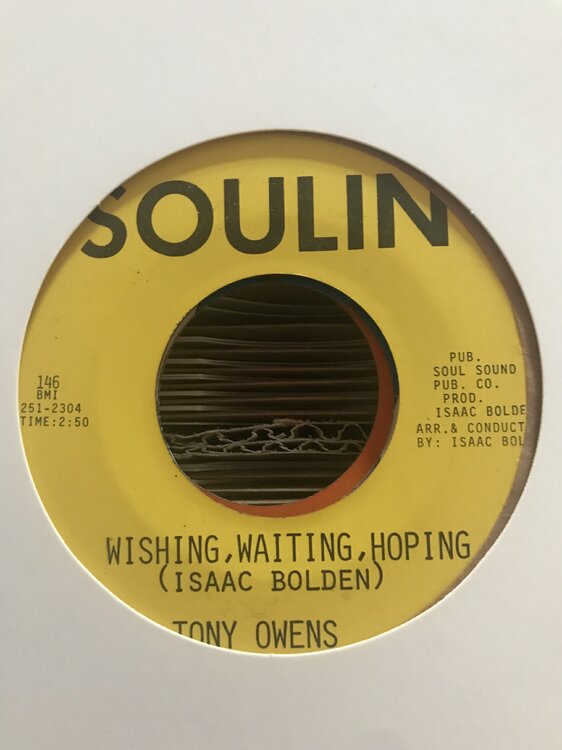 SOULIN
146
BMI
251-2304
TIME:2:50
PUB.
SOUL SOUND
PUB. CO.
PROD.
ISAAC BOLDE
ARR.& CONDUCT
BY: ISAAC BOL
WISHING,WAITING,HOPING
(ISAAC BOLDEN)
TONY OWENS